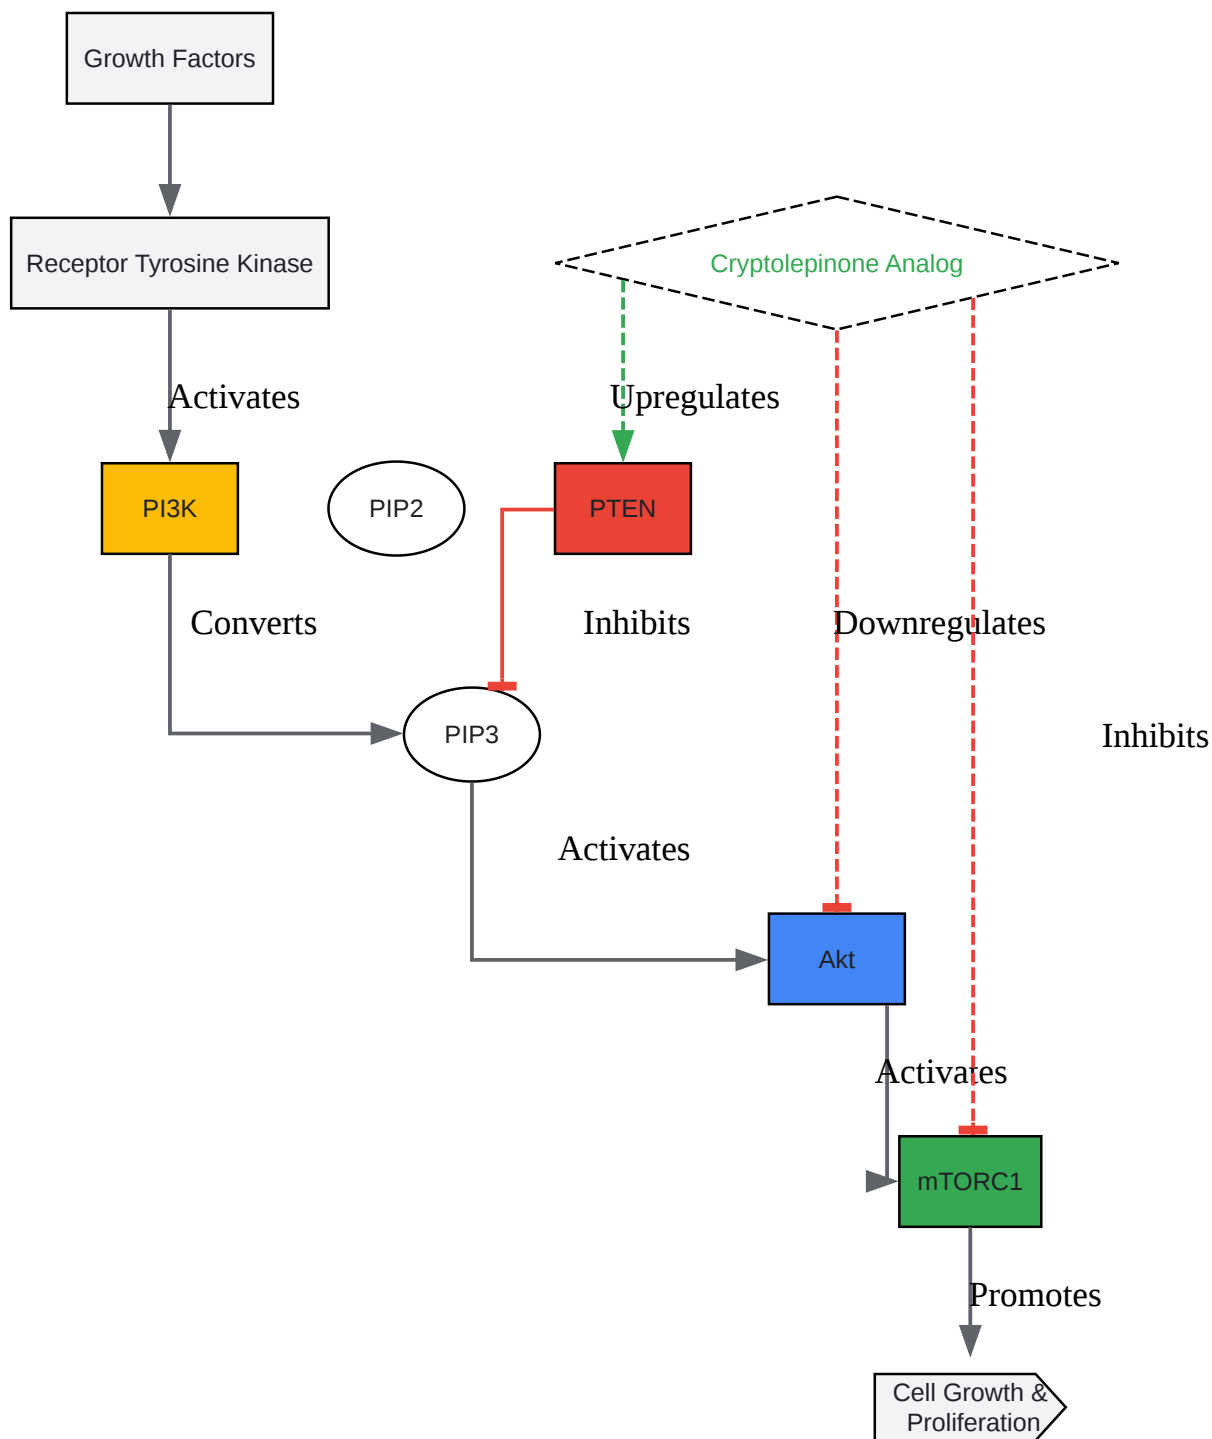 Growth Factors
Receptor Tyrosine Kinase
Cryptolepinone Analog
Activates
Upregulates
PI3K
PIP2
PTEN
Converts
Inhibits
Downregulates
PIP3
Inhibits
Activates
Akt
Activates
mTORC1
Promotes
Cell Growth &
Proliferation